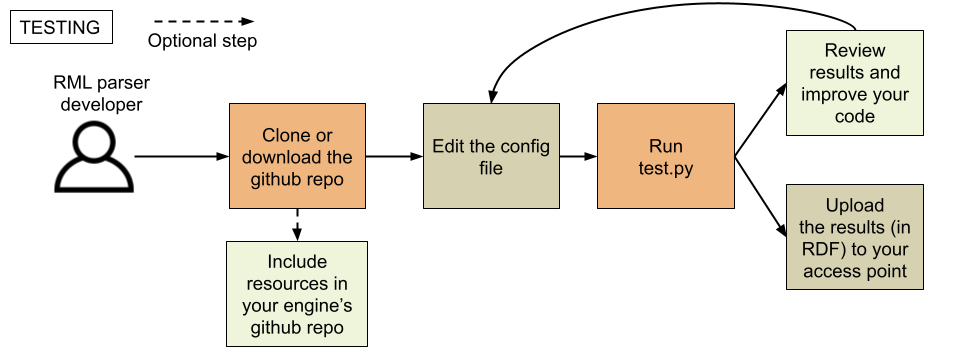 TESTING
Optional step
RML parser
developer
Clone or
download the
github repo
Include
resources in
your engine's
github repo
Edit the config
file
Run
test.py
Review
results and
improve your
code
Upload
the results (in
RDF) to your
access point